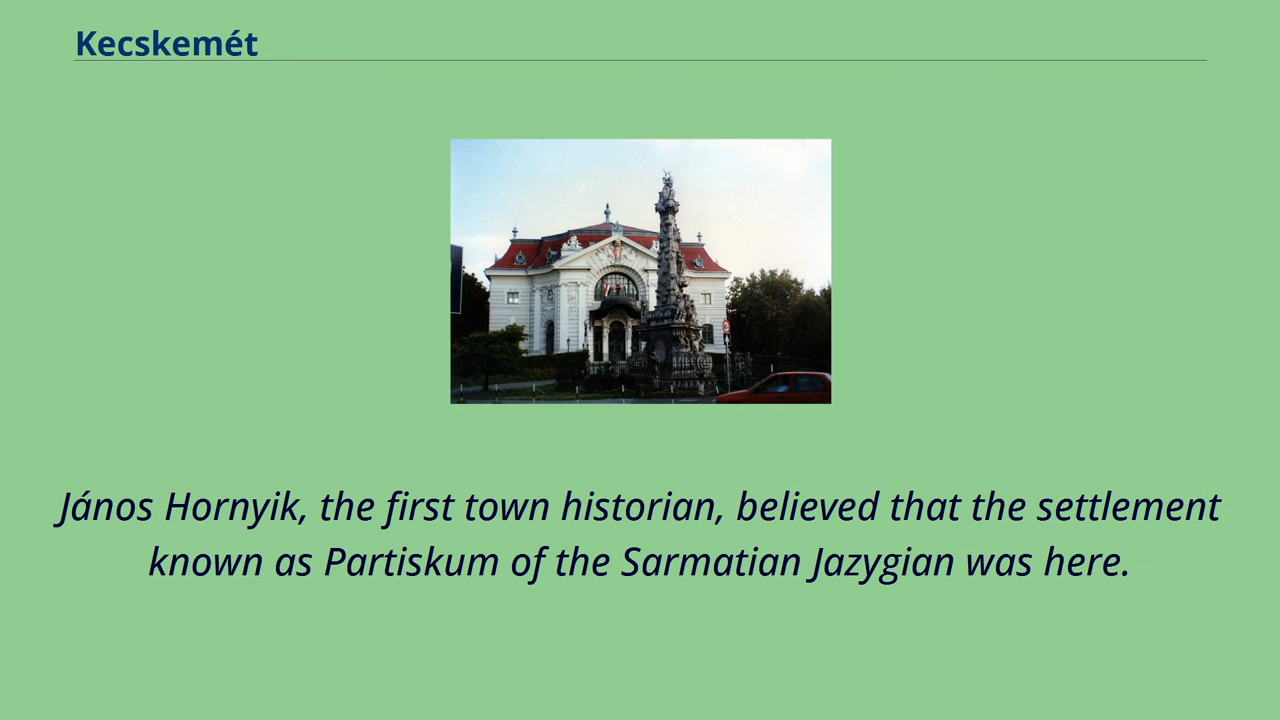 Kecskemét
János Hornyik, the first town historian, believed that the settlement
known as Partiskum of the Sarmatian Jazygian was here.